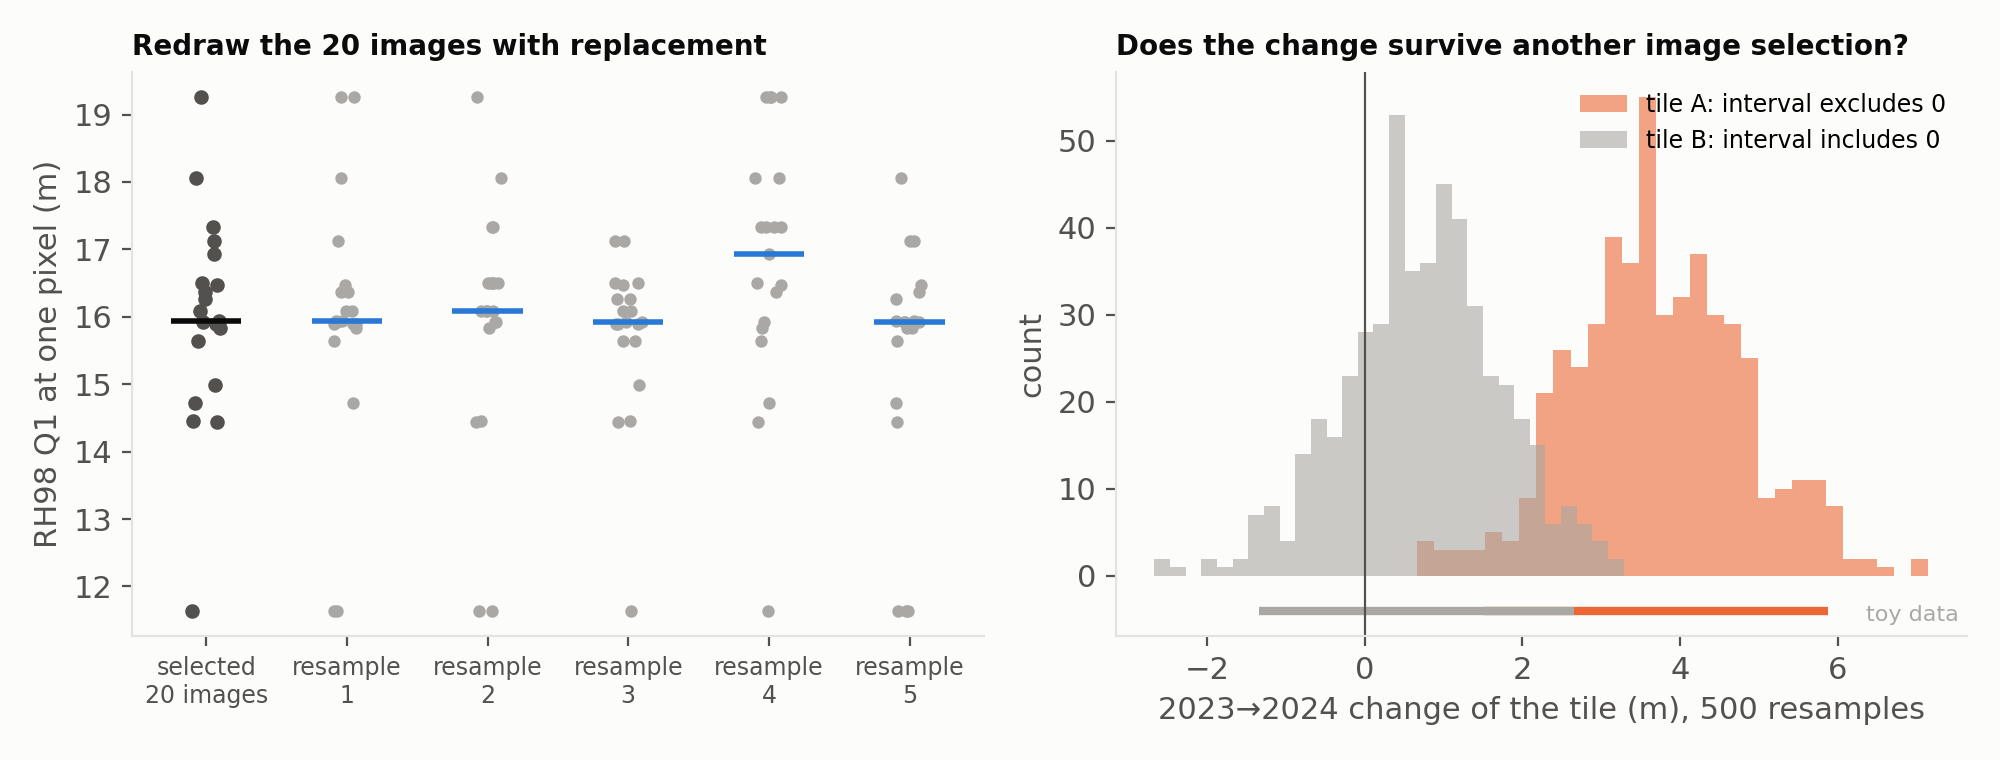 Redraw the 20 images with replacement
RH98 Q1 at one pixel (m)
19
18
17
16
15
14
13
12
selected
20 images
resample
1
resample
2
resample
3
resample
4
resample
5
Does the change survive another image selection?
tile A: interval excludes 0
tile B: interval includes 0
count
50
40
30
20
10
0
toy data
−2
0
2
4
6
2023→2024 change of the tile (m), 500 resamples